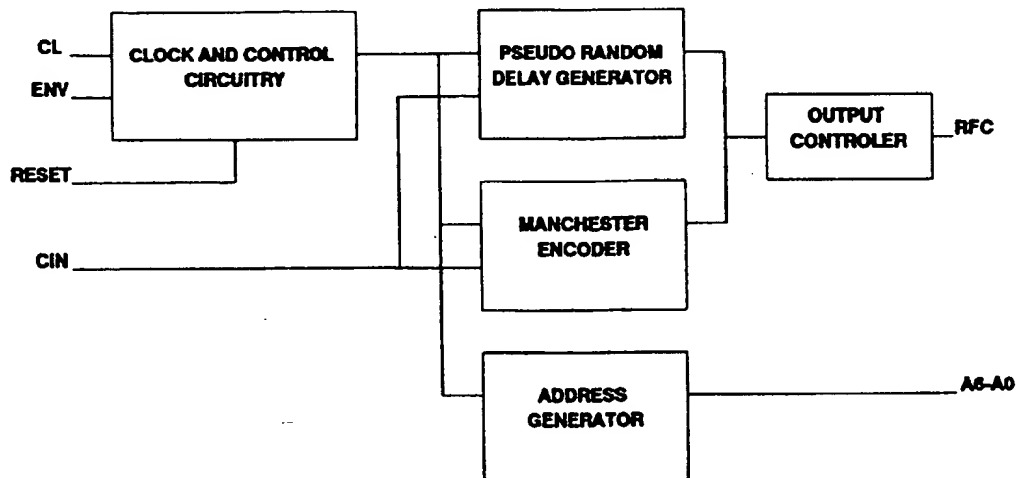 CL
ENV
RESET
CIN
CLOCK AND CONTROL
CIRCUITRY
PSEUDO RANDOM
DELAY GENERATOR
MANCHESTER
ENCODER
ADDRESS
GENERATOR
OUTPUT
CONTROLER
RFC
A6-A0